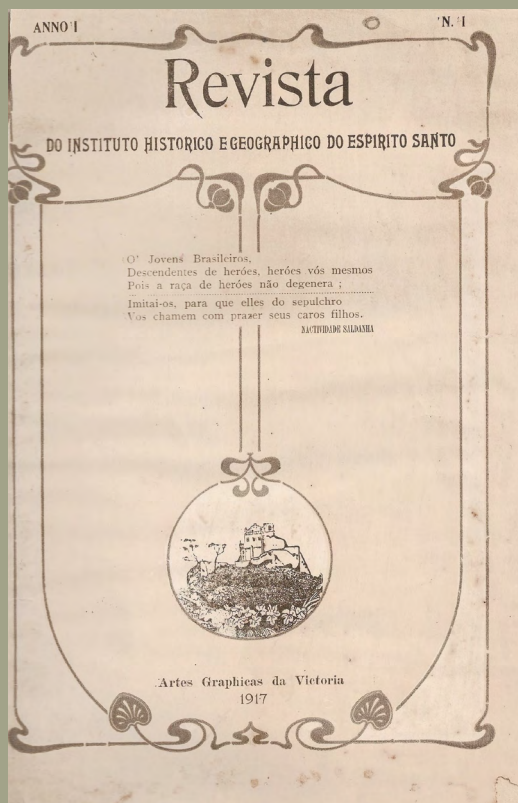 ANNO I
N. 1
Revista
DO INSTITUTO HISTORICO E GEOGRAPHICO DO ESPIRITO SANTO
O' Jovens Brasileiros,
Descendentes de heróes, heróes vós mesmos
Pois a raça de heróes não degenera ;
Imitai-os, para que elles do sepulchro
Vos chamem com prazer seus caros filhos.
NACTIVIDADE SALDANHA
Artes Graphicas da Victoria
1917